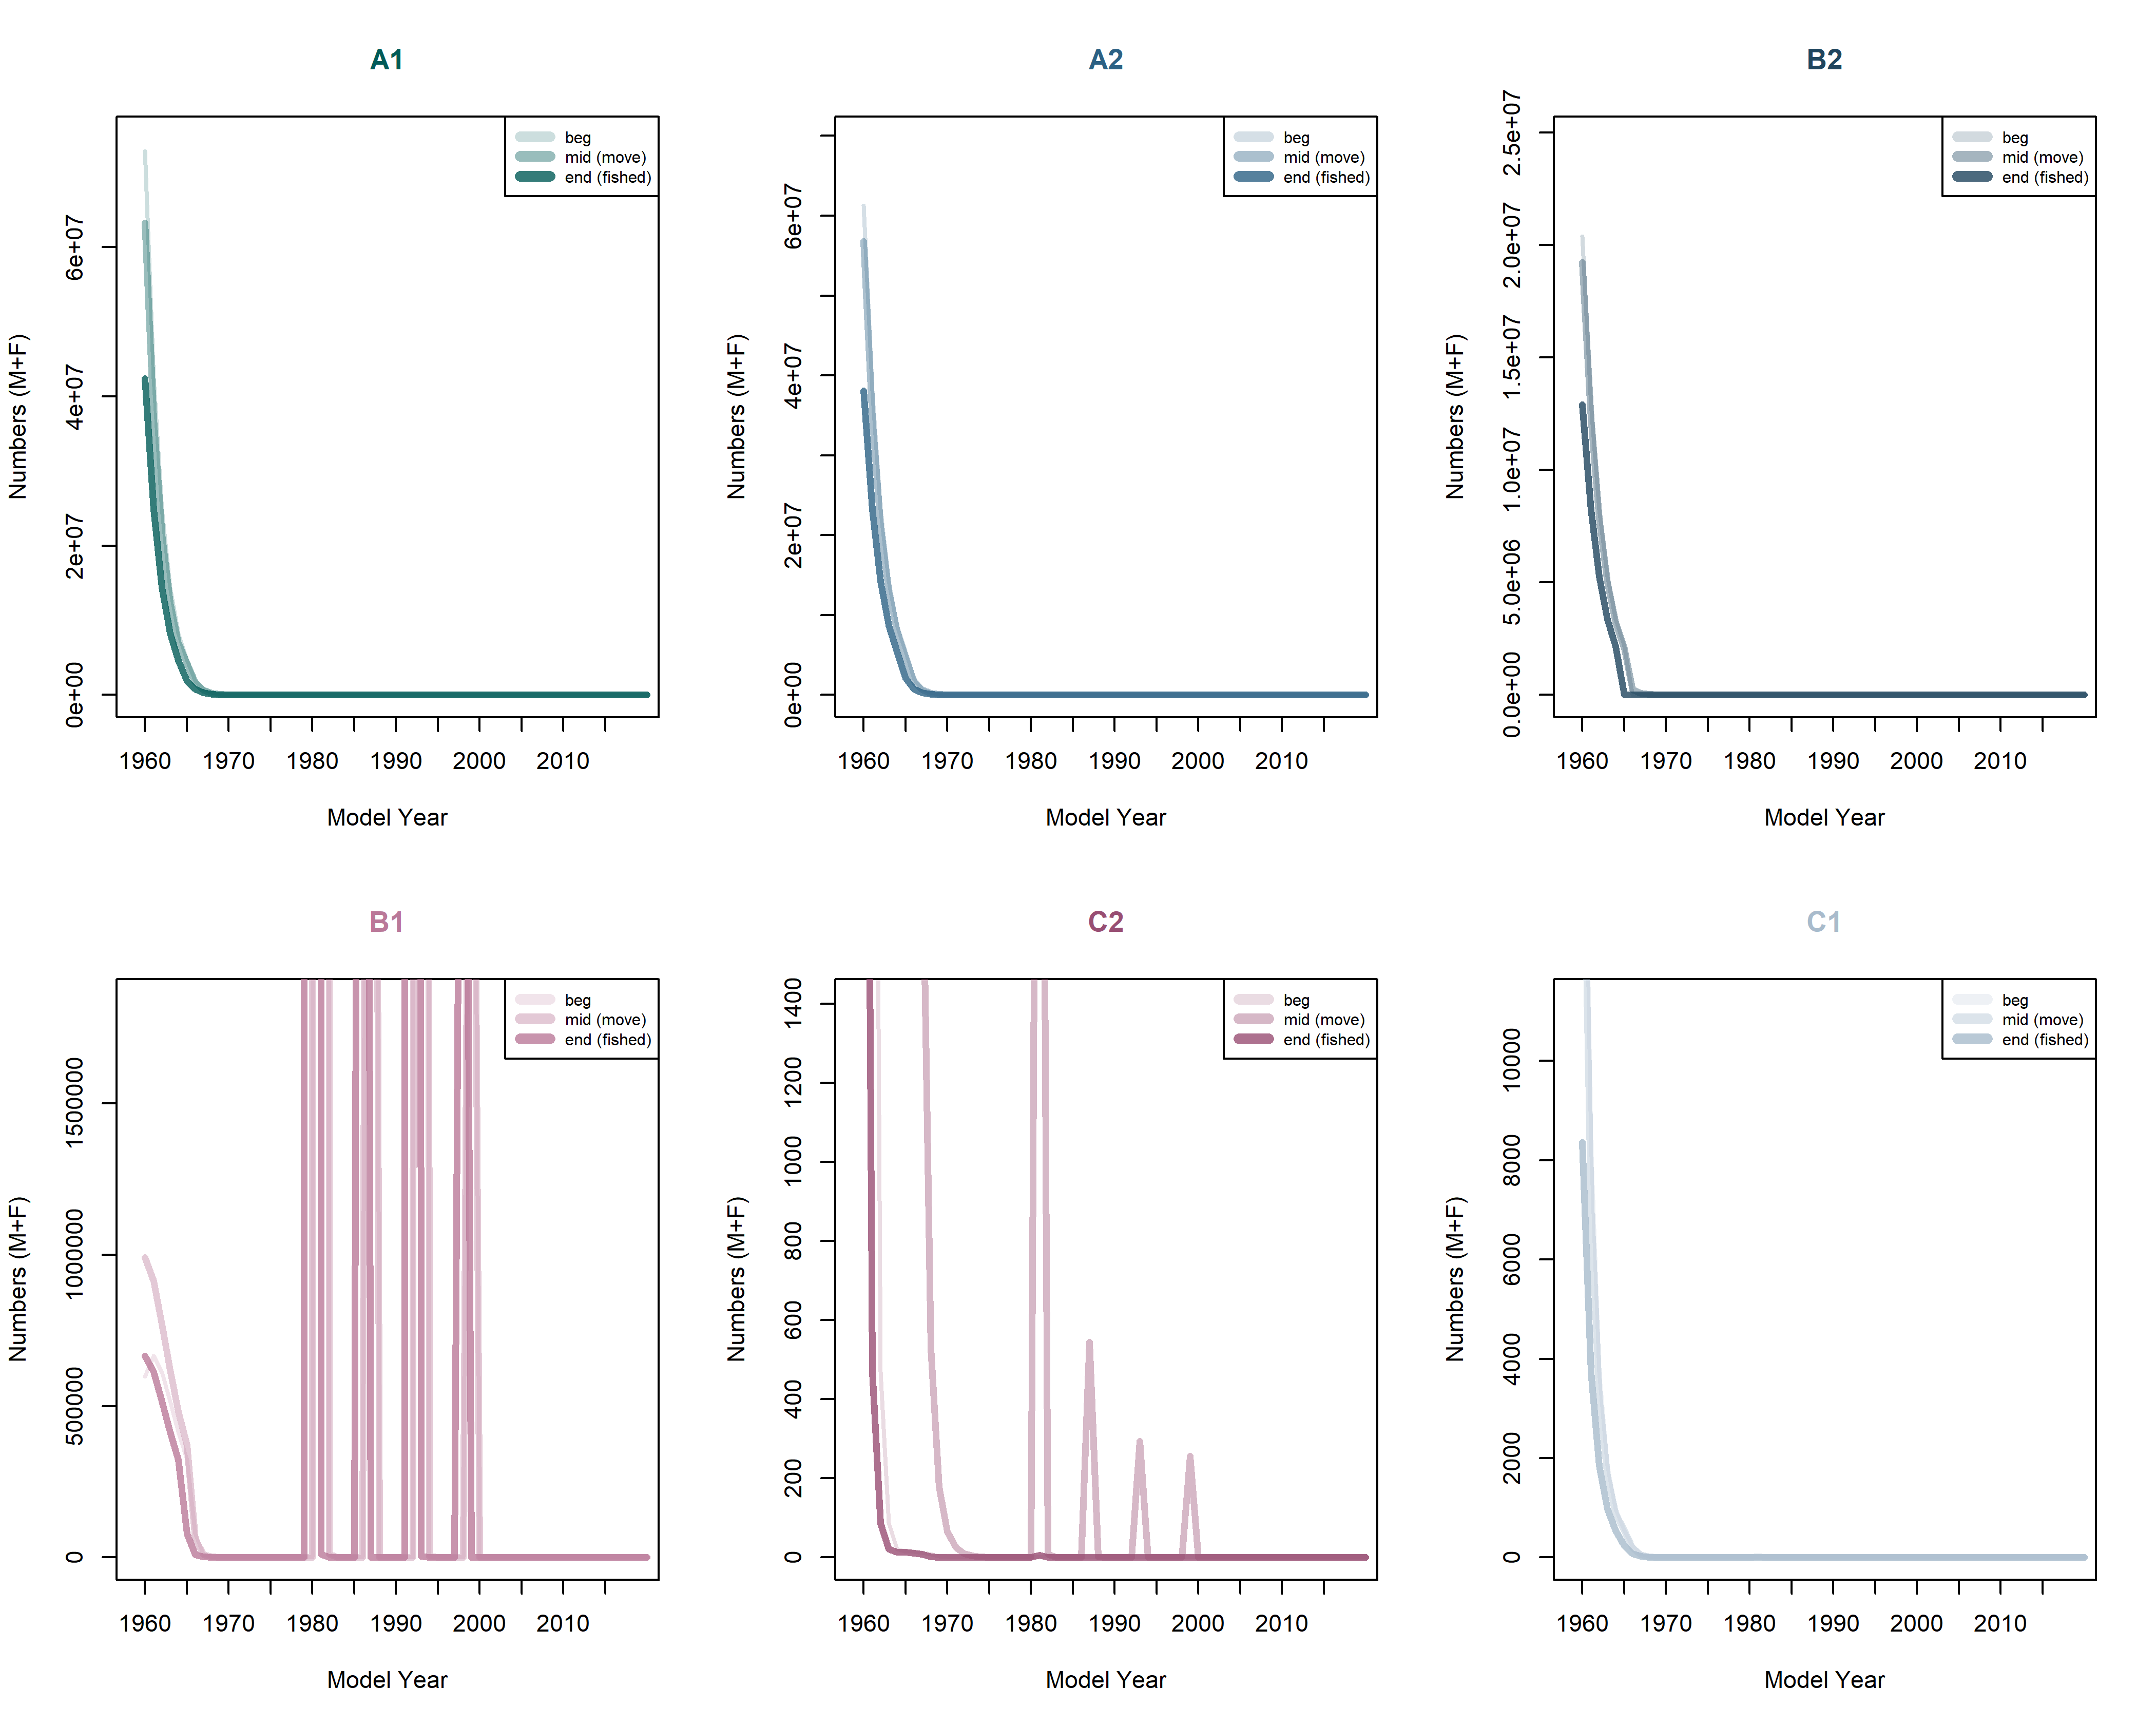 A1
beg
mid (move)
end (fished)
Numbers (M+F)
0e+00 2e+07 4e+07 6e+07
1960 1970 1980 1990 2000 2010
Model Year
A2
beg
mid (move)
end (fished)
Numbers (M+F)
0e+00 2e+07 4e+07 6e+07
1960 1970 1980 1990 2000 2010
Model Year
B2
beg
mid (move)
end (fished)
Numbers (M+F)
0.0e+00 5.0e+06 1.0e+07 1.5e+07 2.0e+07 2.5e+07
1960 1970 1980 1990 2000 2010
Model Year
B1
beg
mid (move)
end (fished)
Numbers (M+F)
0 500000 1000000 1500000
1960 1970 1980 1990 2000 2010
Model Year
C2
beg
mid (move)
end (fished)
Numbers (M+F)
0 200 400 600 800 1000 1200 1400
1960 1970 1980 1990 2000 2010
Model Year
C1
beg
mid (move)
end (fished)
Numbers (M+F)
0 2000 4000 6000 8000 10000
1960 1970 1980 1990 2000 2010
Model Year